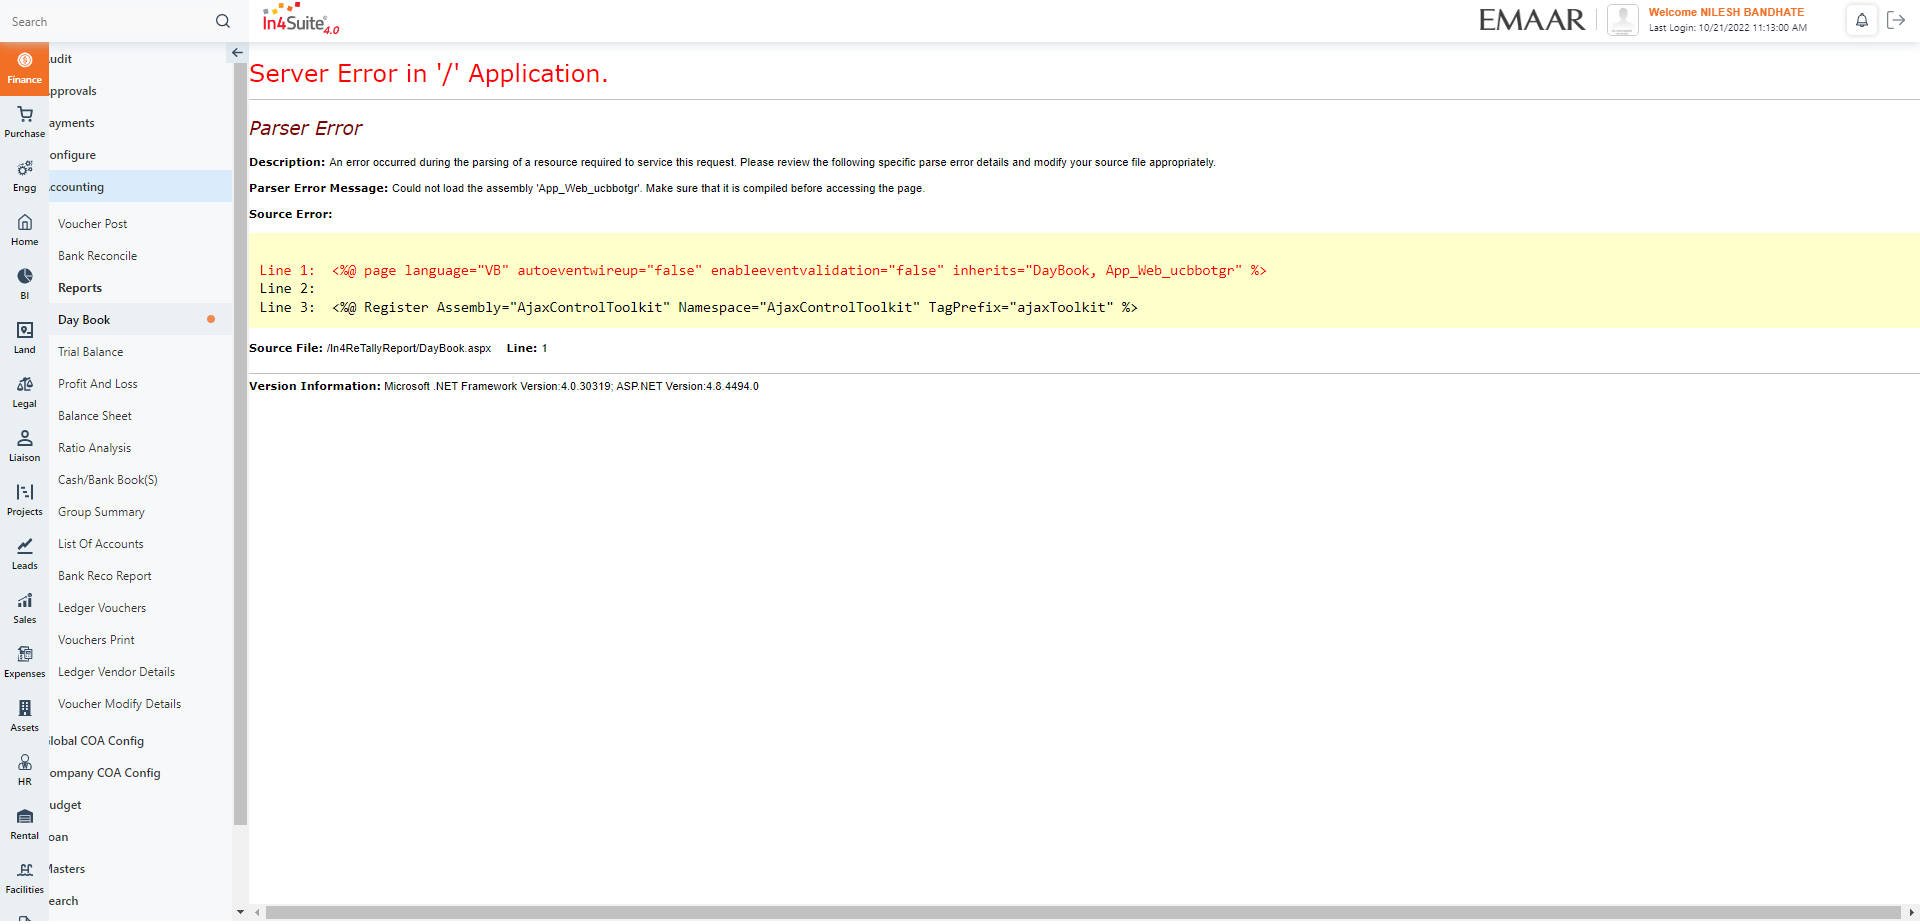 Search
In4Suite 4.0
EMAAR
Welcome NILESH BANDHATE
Last Login: 10/21/2022 11:13:00 AM
Finance
Purchase
Engg
Home
BI
Land
Legal
Liaison
Projects
Leads
Sales
Expenses
Assets
HR
Rental
Facilities
udit
pprovals
ayments
onfigure
ccounting
Voucher Post
Bank Reconcile
Reports
Day Book
Trial Balance
Profit And Loss
Balance Sheet
Ratio Analysis
Cash/Bank Book(S)
Group Summary
List Of Accounts
Bank Reco Report
Ledger Vouchers
Vouchers Print
Ledger Vendor Details
Voucher Modify Details
lobal COA Config
ompany COA Config
udget
oan
Masters
earch
Server Error in '/' Application.
Parser Error
Description: An error occurred during the parsing of a resource required to service this request. Please review the following specific parse error details and modify your source file appropriately.
Parser Error Message: Could not load the assembly 'App_Web_ucbbotgr'. Make sure that it is compiled before accessing the page.
Source Error:
Line 1:  <%@ page language="VB" autoeventwireup="false" enableeventvalidation="false" inherits="DayBook, App_Web_ucbbotgr" %>
Line 2:
Line 3:  <%@ Register Assembly="AjaxControlToolkit" Namespace="AjaxControlToolkit" TagPrefix="ajaxToolkit" %>
Source File: /In4ReTallyReport/DayBook.aspx    Line: 1
Version Information: Microsoft .NET Framework Version:4.0.30319; ASP.NET Version:4.8.4494.0